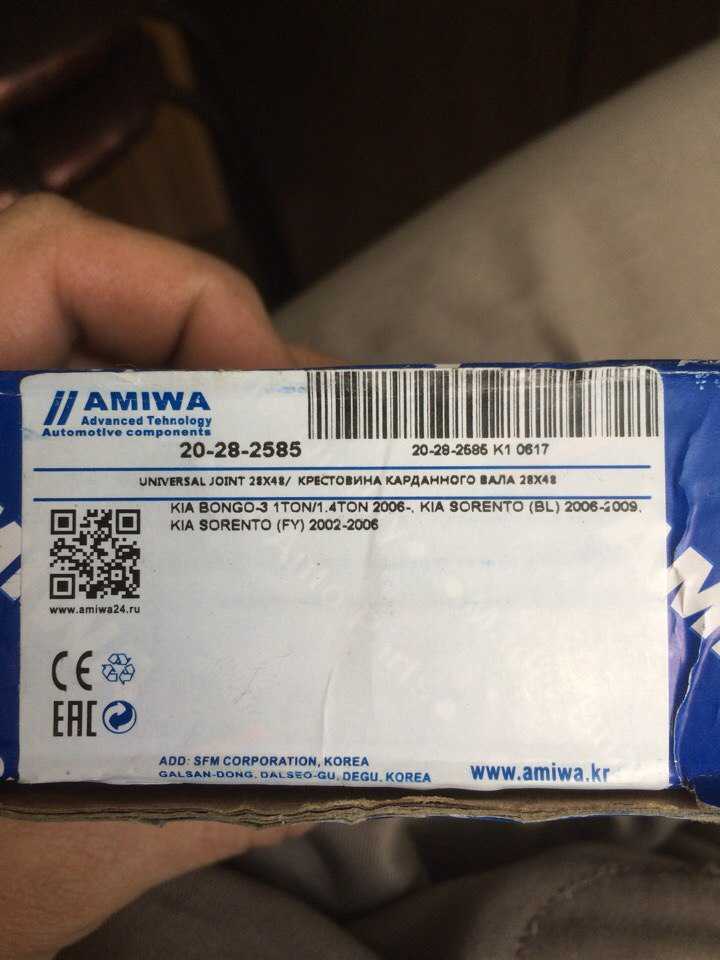 AMIWA
Advanced Tehnology
Automotive components
20-28-2585
20-28-2585 K1 0617
UNIVERSAL JOINT 28X48/ КРЕСТОВИНА КАРДАННОГО ВАЛА 28X48
KIA BONGO-3 1TON/1.4TON 2006-, KIA SORENTO (BL) 2006-2009,
KIA SORENTO (FY) 2002-2006
www.amiwa24.ru
CE
EAC
ADD: SFM CORPORATION, KOREA
GALSAN-DONG, DALSEO-GU, DEGU, KOREA
www.amiwa.kr